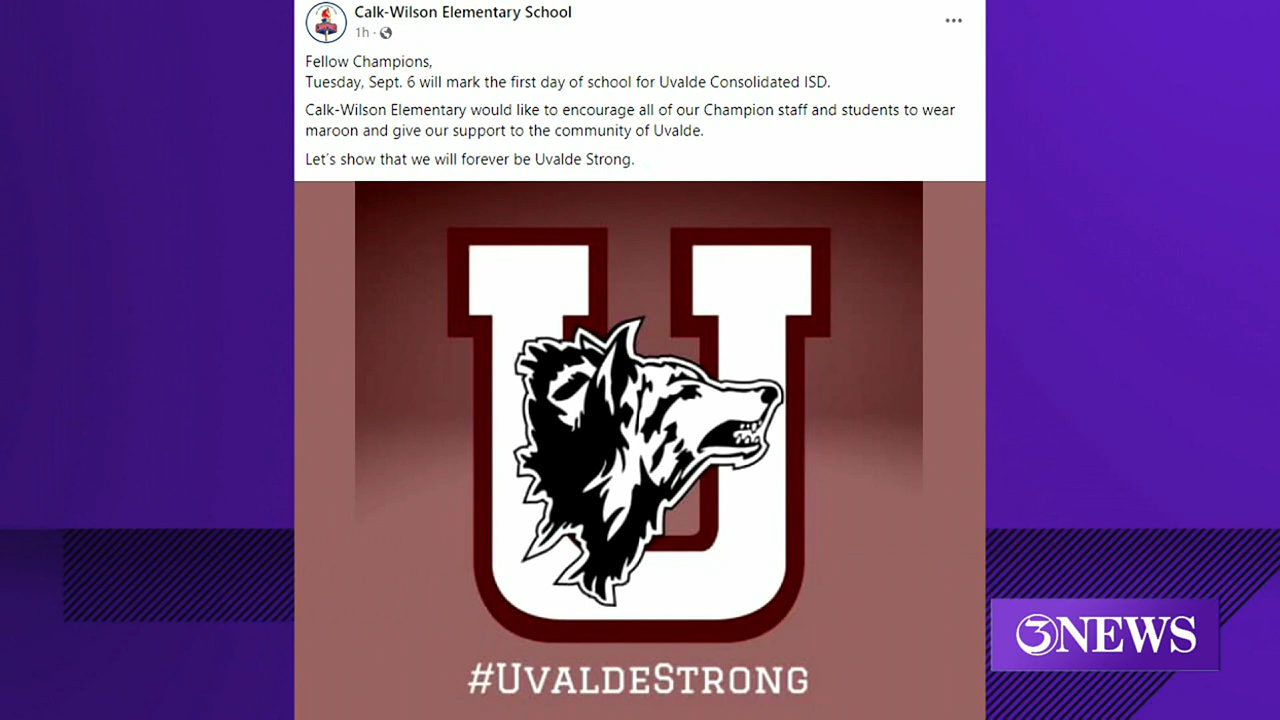 Calk-Wilson Elementary School
1h ·
Fellow Champions,
Tuesday, Sept. 6 will mark the first day of school for Uvalde Consolidated ISD.
Calk-Wilson Elementary would like to encourage all of our Champion staff and students to wear
maroon and give our support to the community of Uvalde.
Let's show that we will forever be Uvalde Strong.
U
#UvaldeStrong
3NEWS